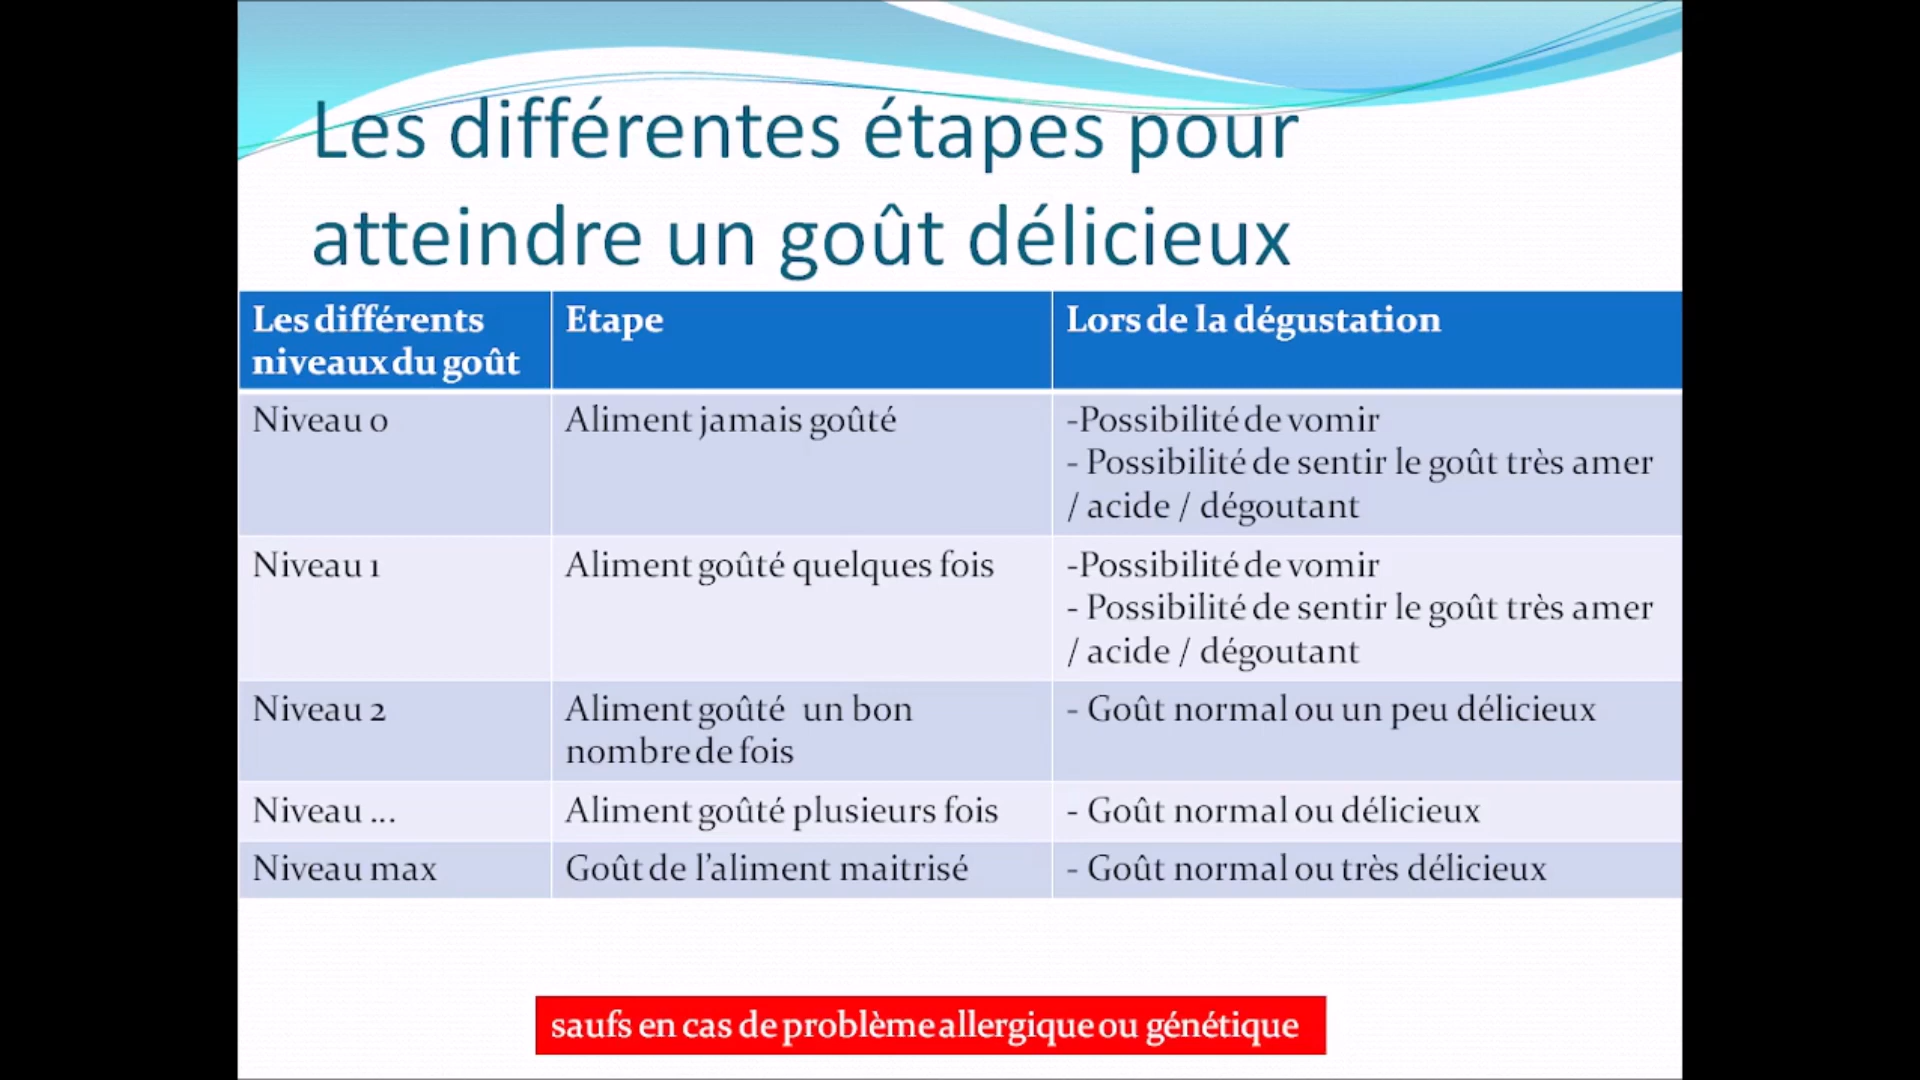 Les différentes étapes pour
atteindre un goût délicieux
Les différents
niveaux du goût
Etape
Lors de la dégustation
Niveau 0
Aliment jamais goûté
-Possibilité de vomir
- Possibilité de sentir le goût très amer
/ acide / dégoutant
Niveau 1
Aliment goûté quelques fois
-Possibilité de vomir
- Possibilité de sentir le goût très amer
/ acide / dégoutant
Niveau 2
Aliment goûté un bon
nombre de fois
- Goût normal ou un peu délicieux
Niveau ...
Aliment goûté plusieurs fois
- Goût normal ou délicieux
Niveau max
Goût de l’aliment maitrisé
- Goût normal ou très délicieux
saufs en cas de problème allergique ou génétique